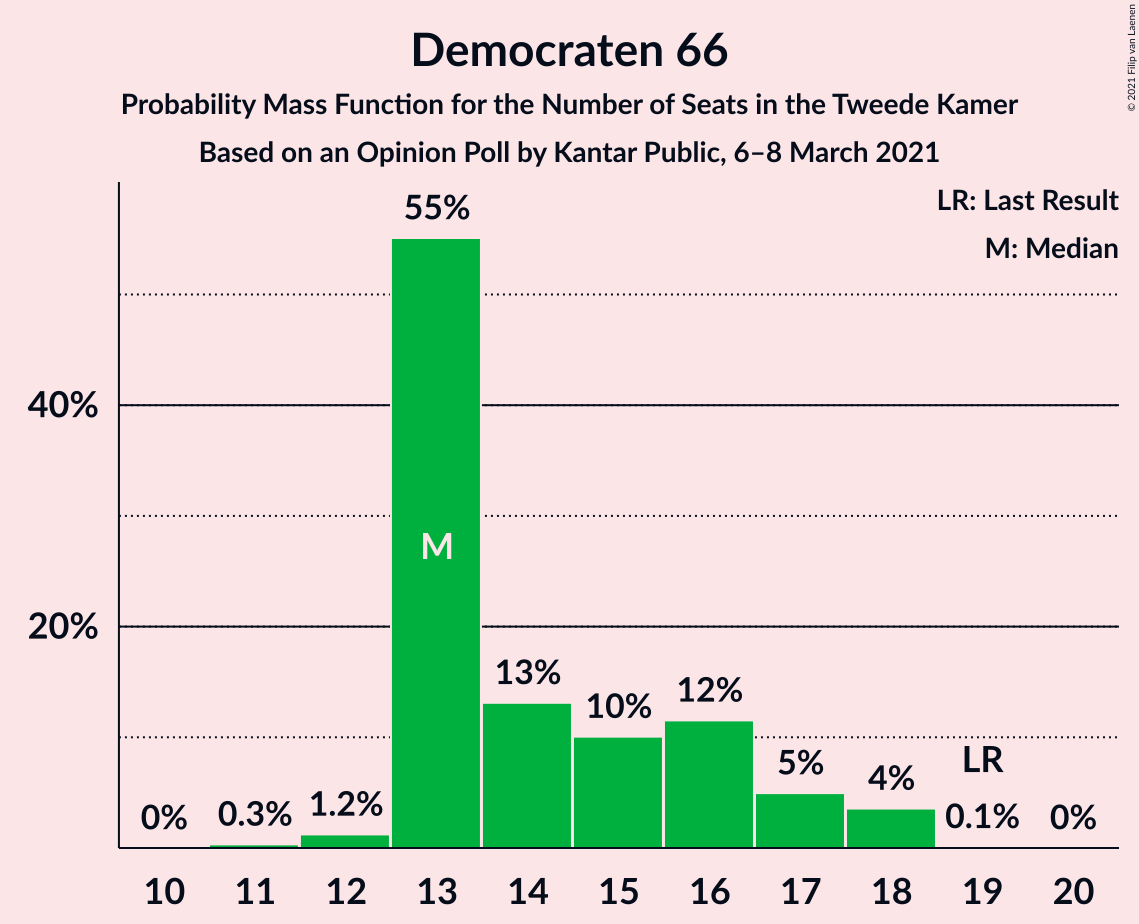 Democraten 66
Probability Mass Function for the Number of Seats in the Tweede Kamer
Based on an Opinion Poll by Kantar Public, 6–8 March 2021
© 2021 Filip van Laenen
LR: Last Result
M: Median
55%
40%
M
20%
13%
10%
12%
5%
4%
LR
0%
0.3%
1.2%
0.1%
0%
10 11 12 13 14 15 16 17 18 19 20